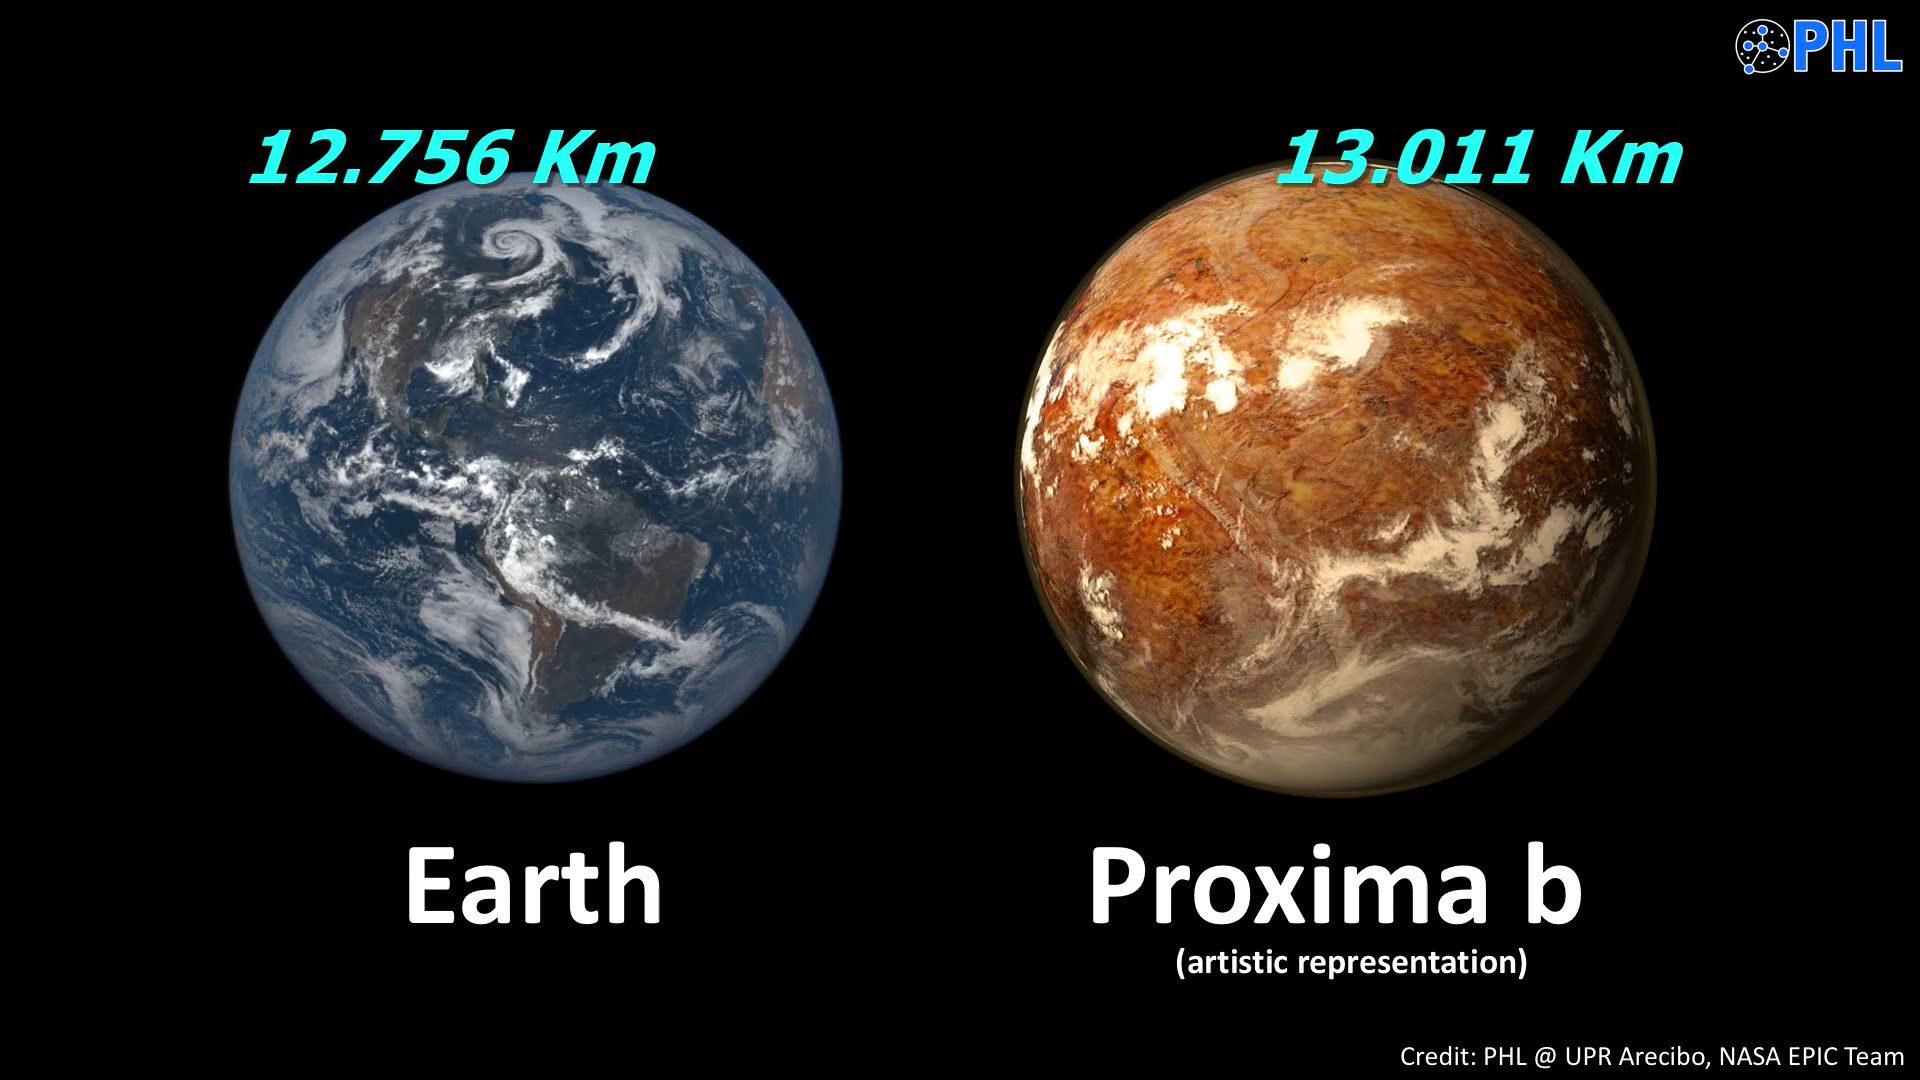 PHL
12.756 Km
13.011 Km
Earth
Proxima b
(artistic representation)
Credit: PHL @ UPR Arecibo, NASA EPIC Team